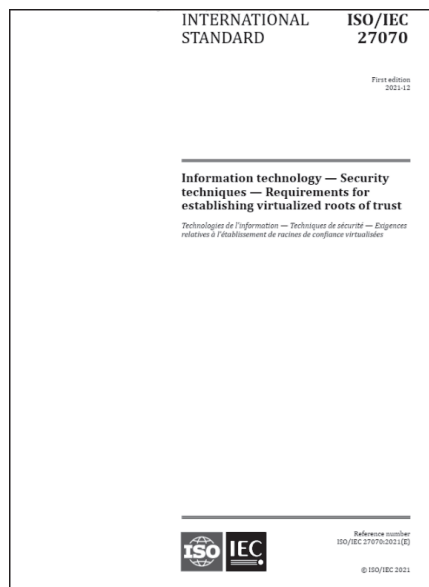 INTERNATIONAL STANDARD
ISO/IEC 27070
First edition
2021-12
Information technology — Security
techniques — Requirements for
establishing virtualized roots of trust
Technologies de l'information — Techniques de sécurité — Exigences
relatives à l'établissement de racines de confiance virtualisées
ISO
IEC
Reference number
ISO/IEC 27070:2021(E)
© ISO/IEC 2021